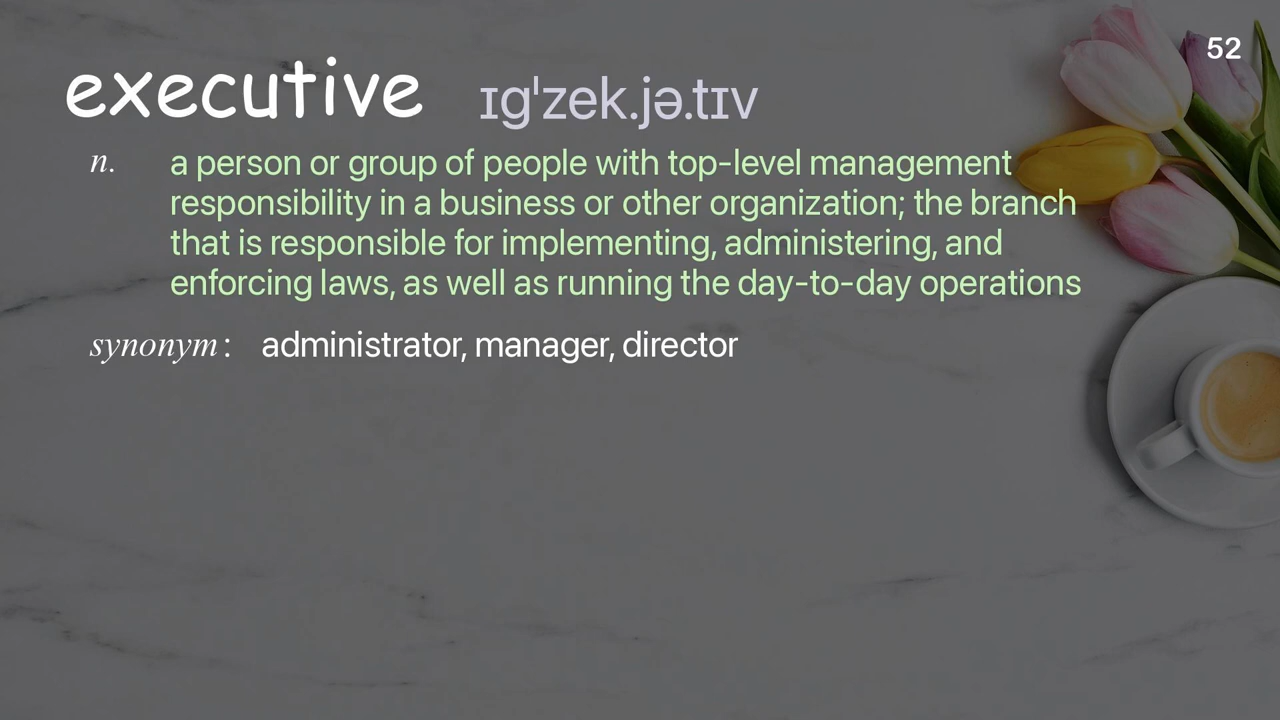 52
executive ɪɡˈzek.jə.tɪv
n. a person or group of people with top-level management
responsibility in a business or other organization; the branch
that is responsible for implementing, administering, and
enforcing laws, as well as running the day-to-day operations
synonym: administrator, manager, director